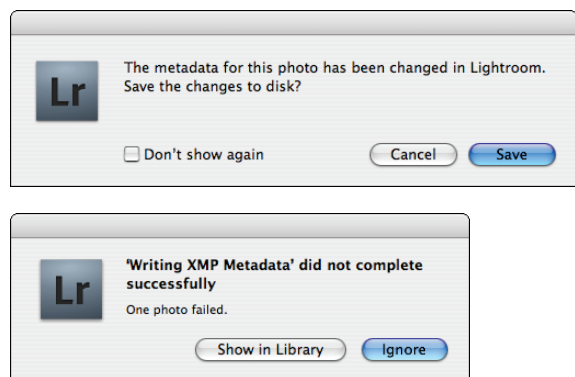 Lr
The metadata for this photo has been changed in Lightroom.
Save the changes to disk?
Don't show again
Cancel
Save
Lr
'Writing XMP Metadata' did not complete
successfully
One photo failed.
Show in Library
Ignore